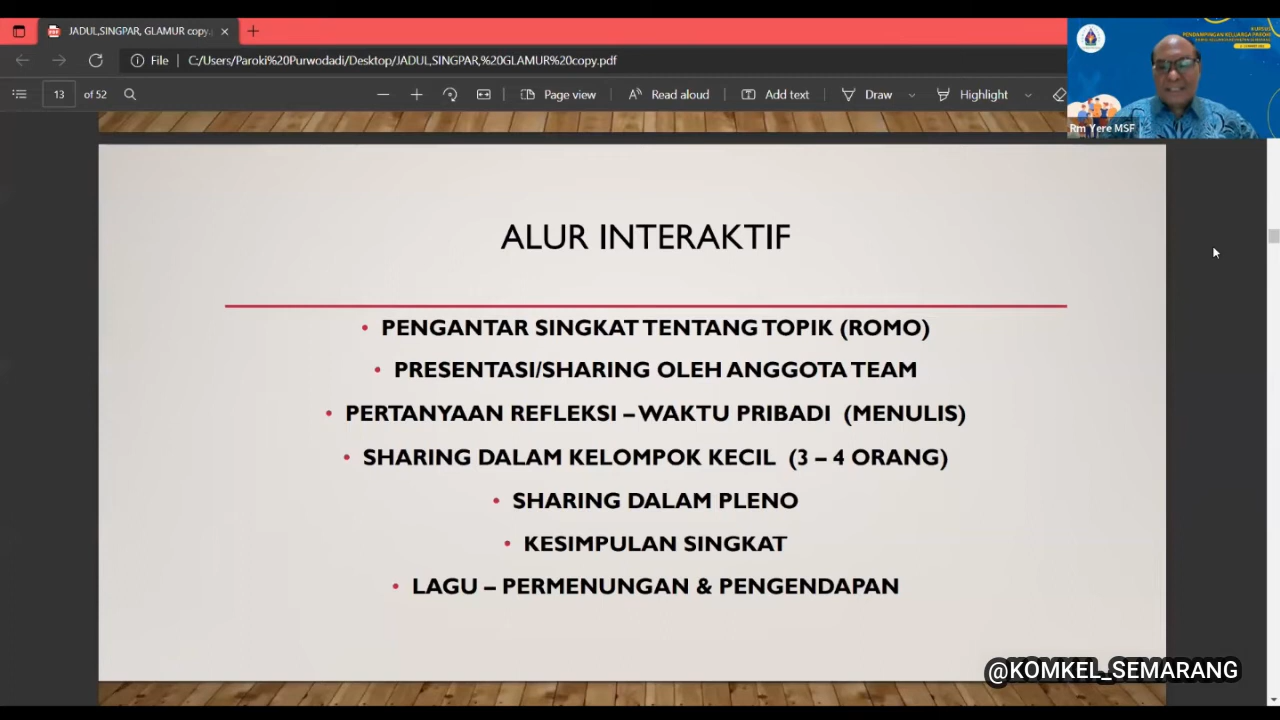 JADUL,SINGPAR, GLAMUR copy.
File
C:/Users/Paroki%20Purwodadi/Desktop/JADUL,SINGPAR,%20GLAMUR%20copy.pdf
13 of 52
Page view
Read aloud
Add text
Draw
Highlight
PENDAMPINGAN KELUARGA PAROKI
Rm Yere MSF
ALUR INTERAKTIF
• PENGANTAR SINGKAT TENTANG TOPIK (ROMO)
• PRESENTASI/SHARING OLEH ANGGOTA TEAM
• PERTANYAAN REFLEKSI – WAKTU PRIBADI (MENULIS)
• SHARING DALAM KELOMPOK KECIL (3 – 4 ORANG)
• SHARING DALAM PLENO
• KESIMPULAN SINGKAT
• LAGU – PERMENUNGAN & PENGENDAPAN
@KOMKEL_SEMARANG